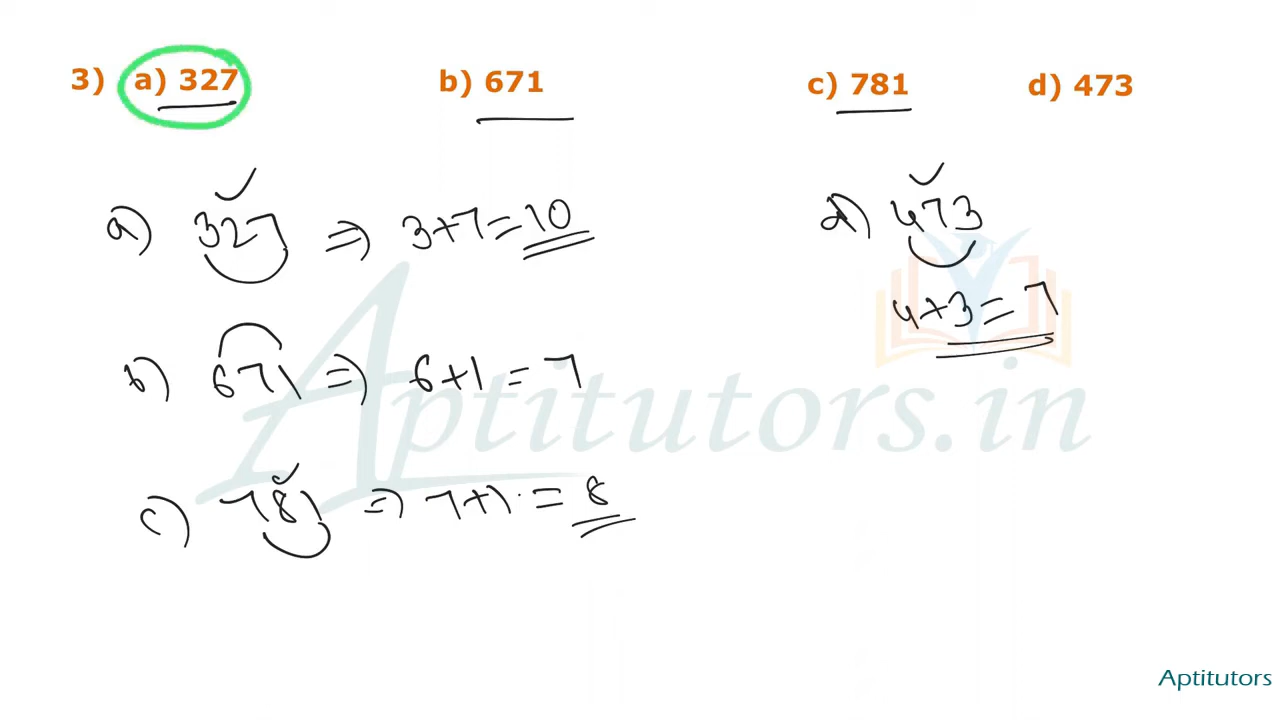 3) a) 327 b) 671 c) 781 d) 473
a) 327 ⇒ 3+7=10
d) 473
4+3=7
b) 671 ⇒ 6+1=7
Aptitutors.in
c) 781 ⇒ 7+1=8
Aptitutors